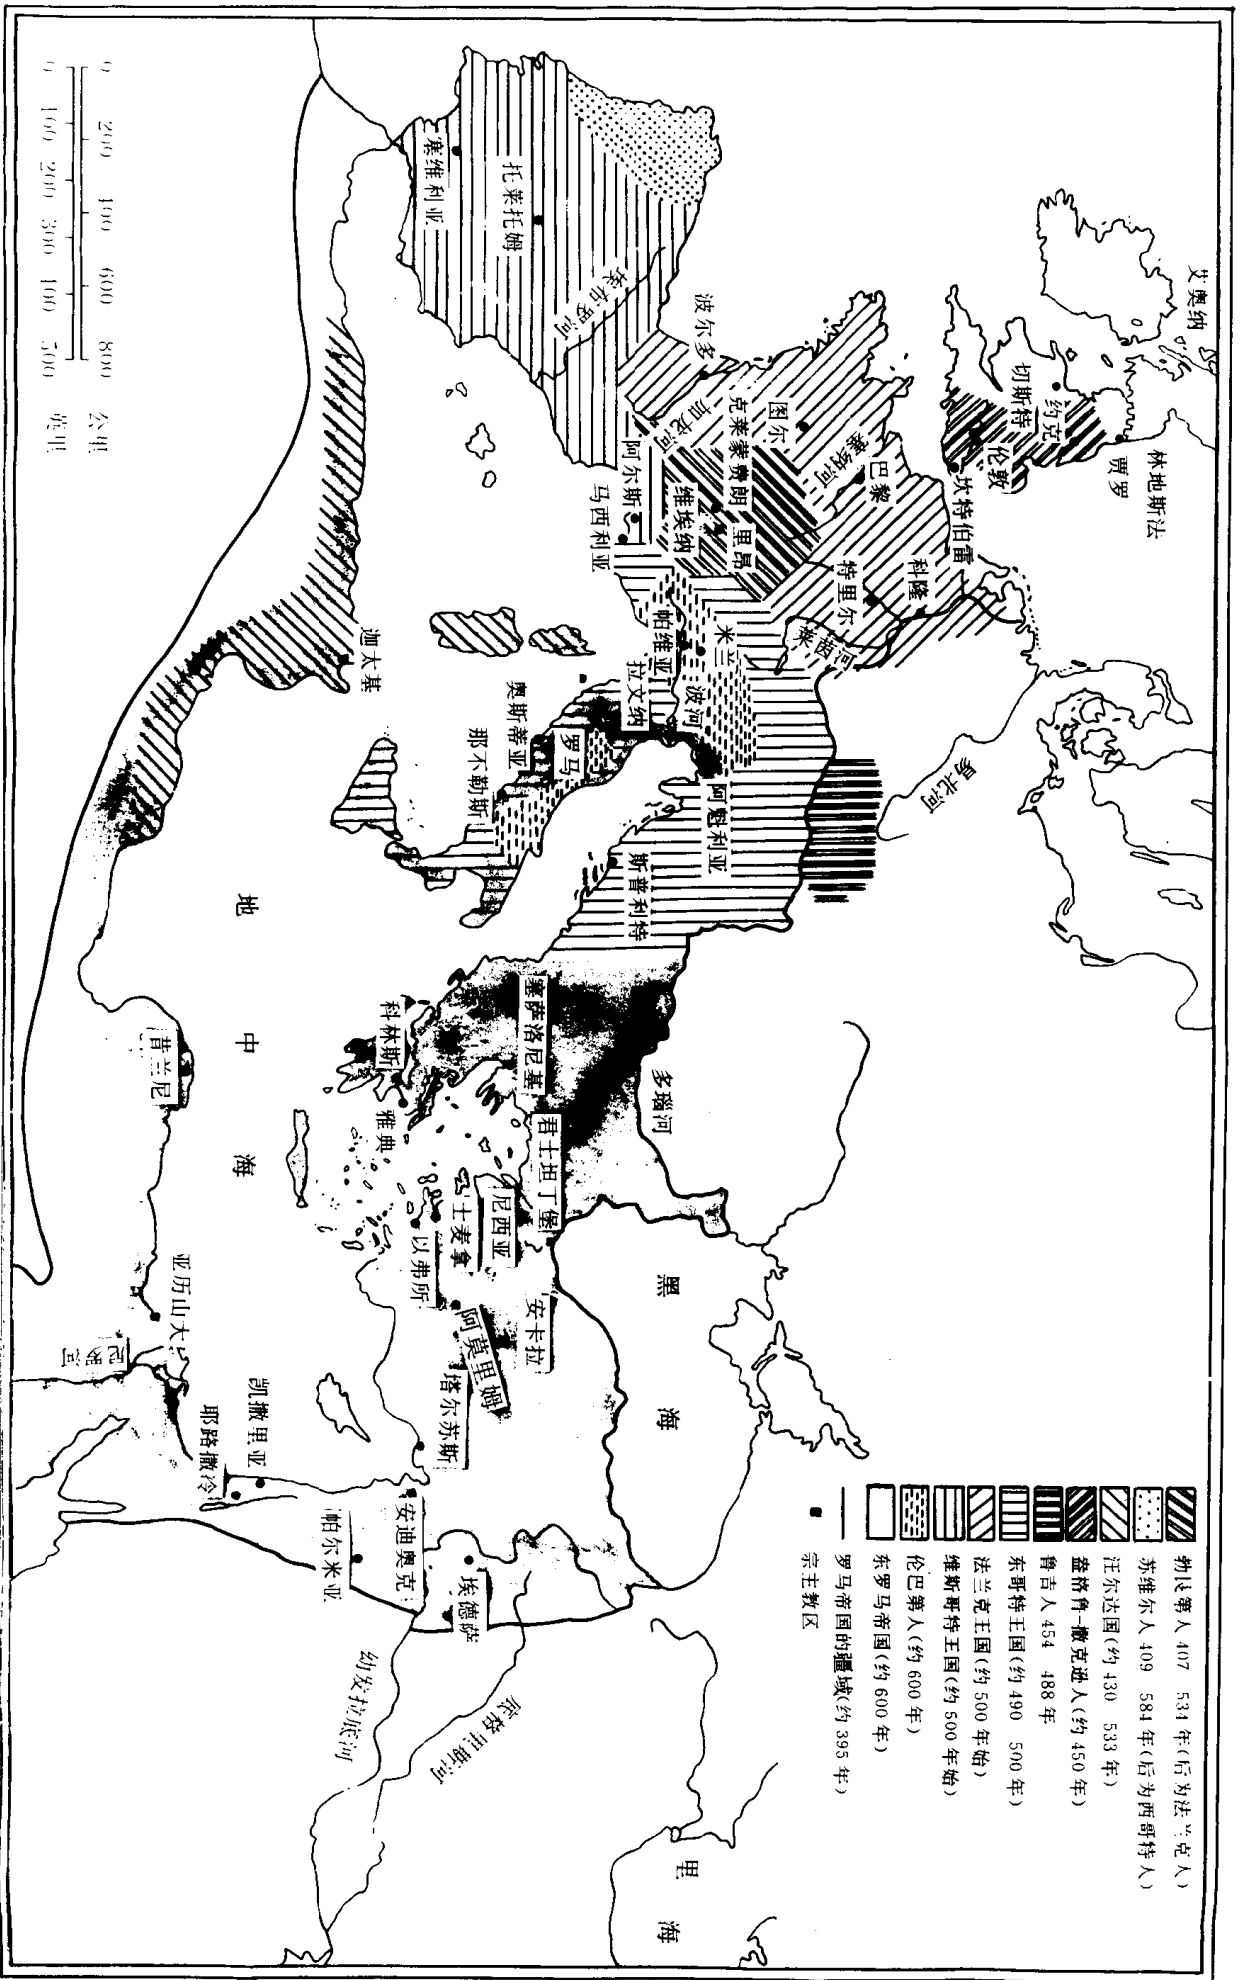 勃艮第人 407 534年(后为法兰克人)
苏维尔人 409 584年(后为西哥特人)
汪尔达国(约430 533年)
盎格鲁-撒克逊人(约450年)
鲁吉人 454 488年
东哥特王国(约490 500年)
法兰克王国(约500年始)
维斯哥特王国(约500年始)
伦巴第人(约600年)
东罗马帝国(约600年)
罗马帝国的疆域(约395年)
宗主教区
艾奥纳
林地斯法
贾罗
约克
切斯特
伦敦
坎特伯雷
科隆
特里尔
莱茵河
易北河
巴黎
塞纳河
图尔
克莱蒙费朗
里昂
维埃纳
波尔多
加龙河
阿尔斯
马西利亚
埃布罗河
托莱托姆
塞维利亚
米兰
帕维亚
波河
拉文纳
阿魁利亚
斯普利特
罗马
奥斯蒂亚
那不勒斯
迦太基
多瑙河
塞萨洛尼基
君士坦丁堡
科林斯
雅典
尼西亚
士麦拿
以弗所
安卡拉
阿莫里姆
塔尔苏斯
黑海
里海
地中海
昔兰尼
亚历山大
尼罗河
凯撒里亚
耶路撒冷
帕尔米亚
安迪奥克
埃德萨
幼发拉底河
底格里斯河
0 200 400 600 800 公里
0 100 200 300 400 500 英里